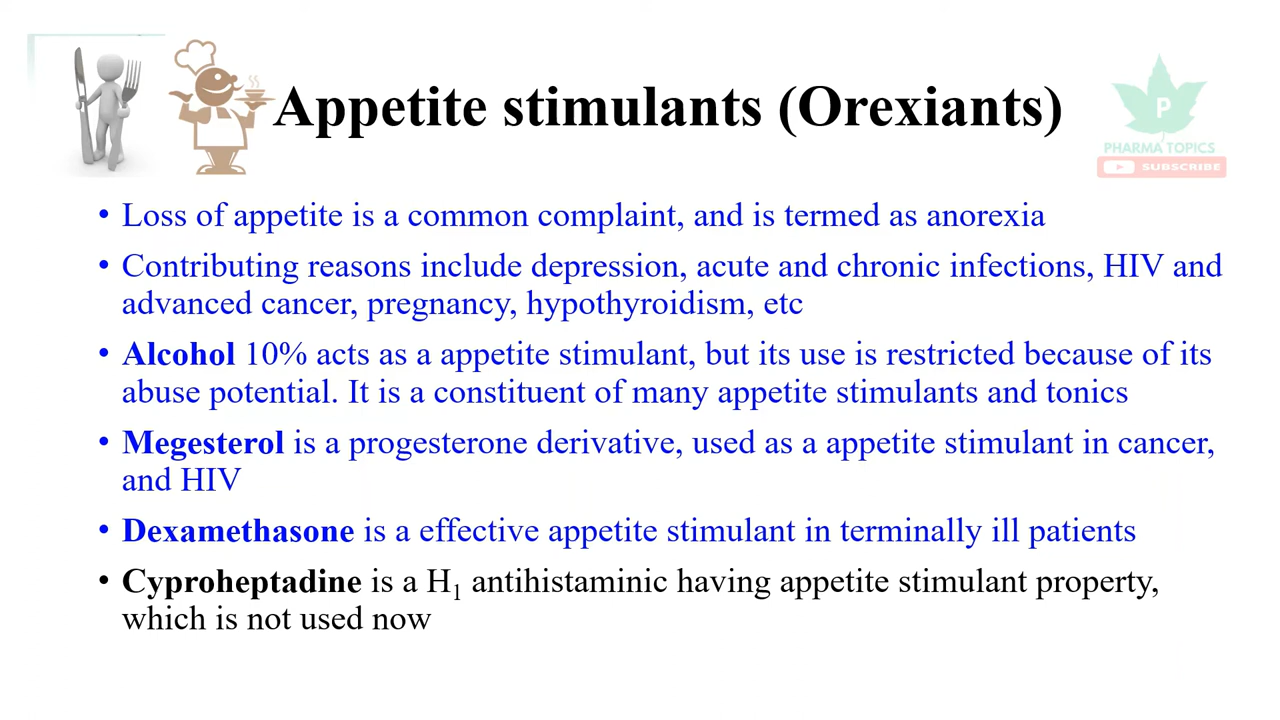 Appetite stimulants (Orexiants)
P
PHARMA TOPICS
SUBSCRIBE
• Loss of appetite is a common complaint, and is termed as anorexia
• Contributing reasons include depression, acute and chronic infections, HIV and
advanced cancer, pregnancy, hypothyroidism, etc
• Alcohol 10% acts as a appetite stimulant, but its use is restricted because of its
abuse potential. It is a constituent of many appetite stimulants and tonics
• Megesterol is a progesterone derivative, used as a appetite stimulant in cancer,
and HIV
• Dexamethasone is a effective appetite stimulant in terminally ill patients
• Cyproheptadine is a H₁ antihistaminic having appetite stimulant property,
which is not used now